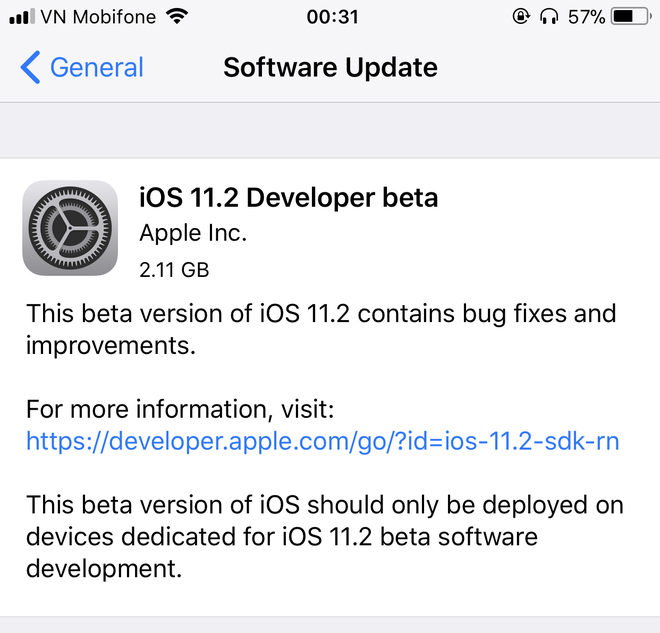 VN Mobifone 00:31 57%
General Software Update
iOS 11.2 Developer beta
Apple Inc.
2.11 GB
This beta version of iOS 11.2 contains bug fixes and
improvements.
For more information, visit:
https://developer.apple.com/go/?id=ios-11.2-sdk-rn
This beta version of iOS should only be deployed on
devices dedicated for iOS 11.2 beta software
development.